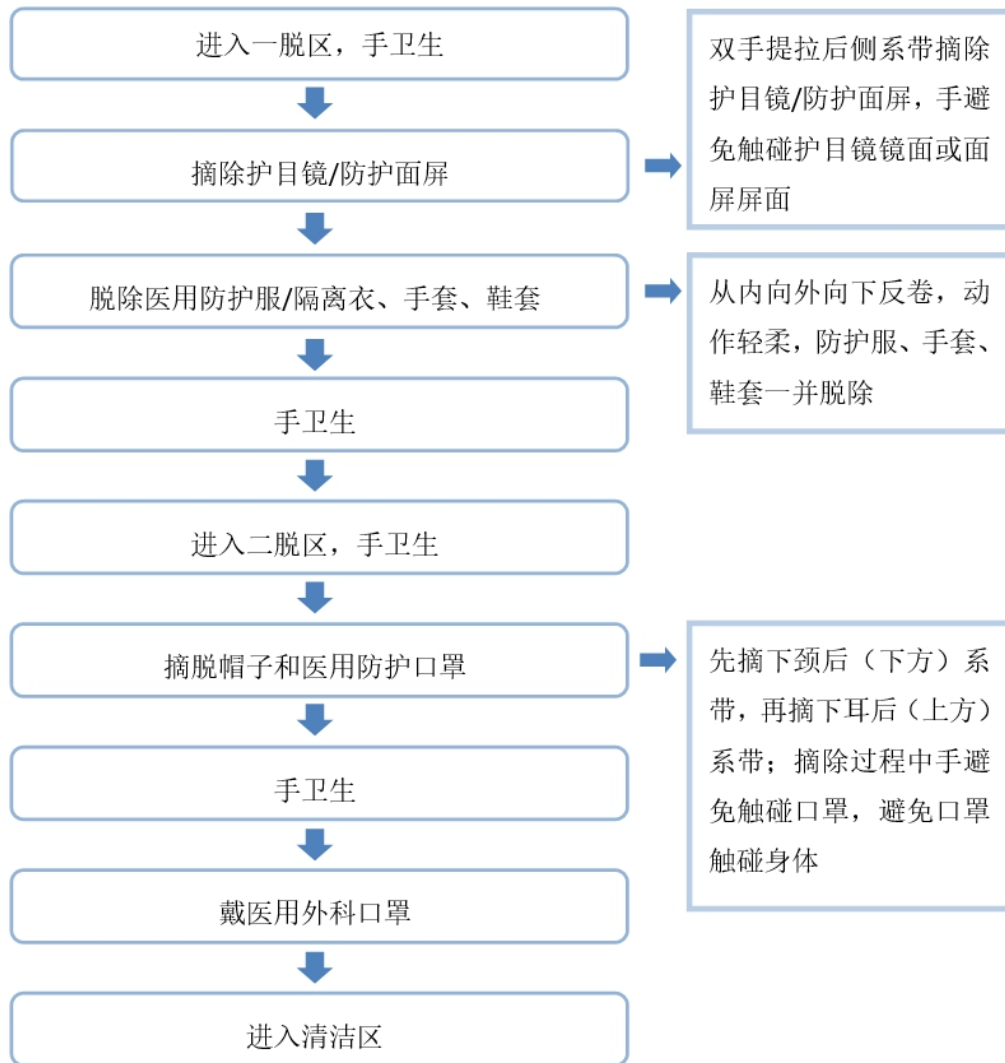 进入一脱区，手卫生
摘除护目镜/防护面屏
双手提拉后侧系带摘除
护目镜/防护面屏，手避
免触碰护目镜镜面或面
屏屏面
脱除医用防护服/隔离衣、手套、鞋套
从内向外向下反卷，动
作轻柔，防护服、手套、
鞋套一并脱除
手卫生
进入二脱区，手卫生
摘脱帽子和医用防护口罩
先摘下颈后（下方）系
带，再摘下耳后（上方）
系带；摘除过程中手避
免触碰口罩，避免口罩
触碰身体
手卫生
戴医用外科口罩
进入清洁区